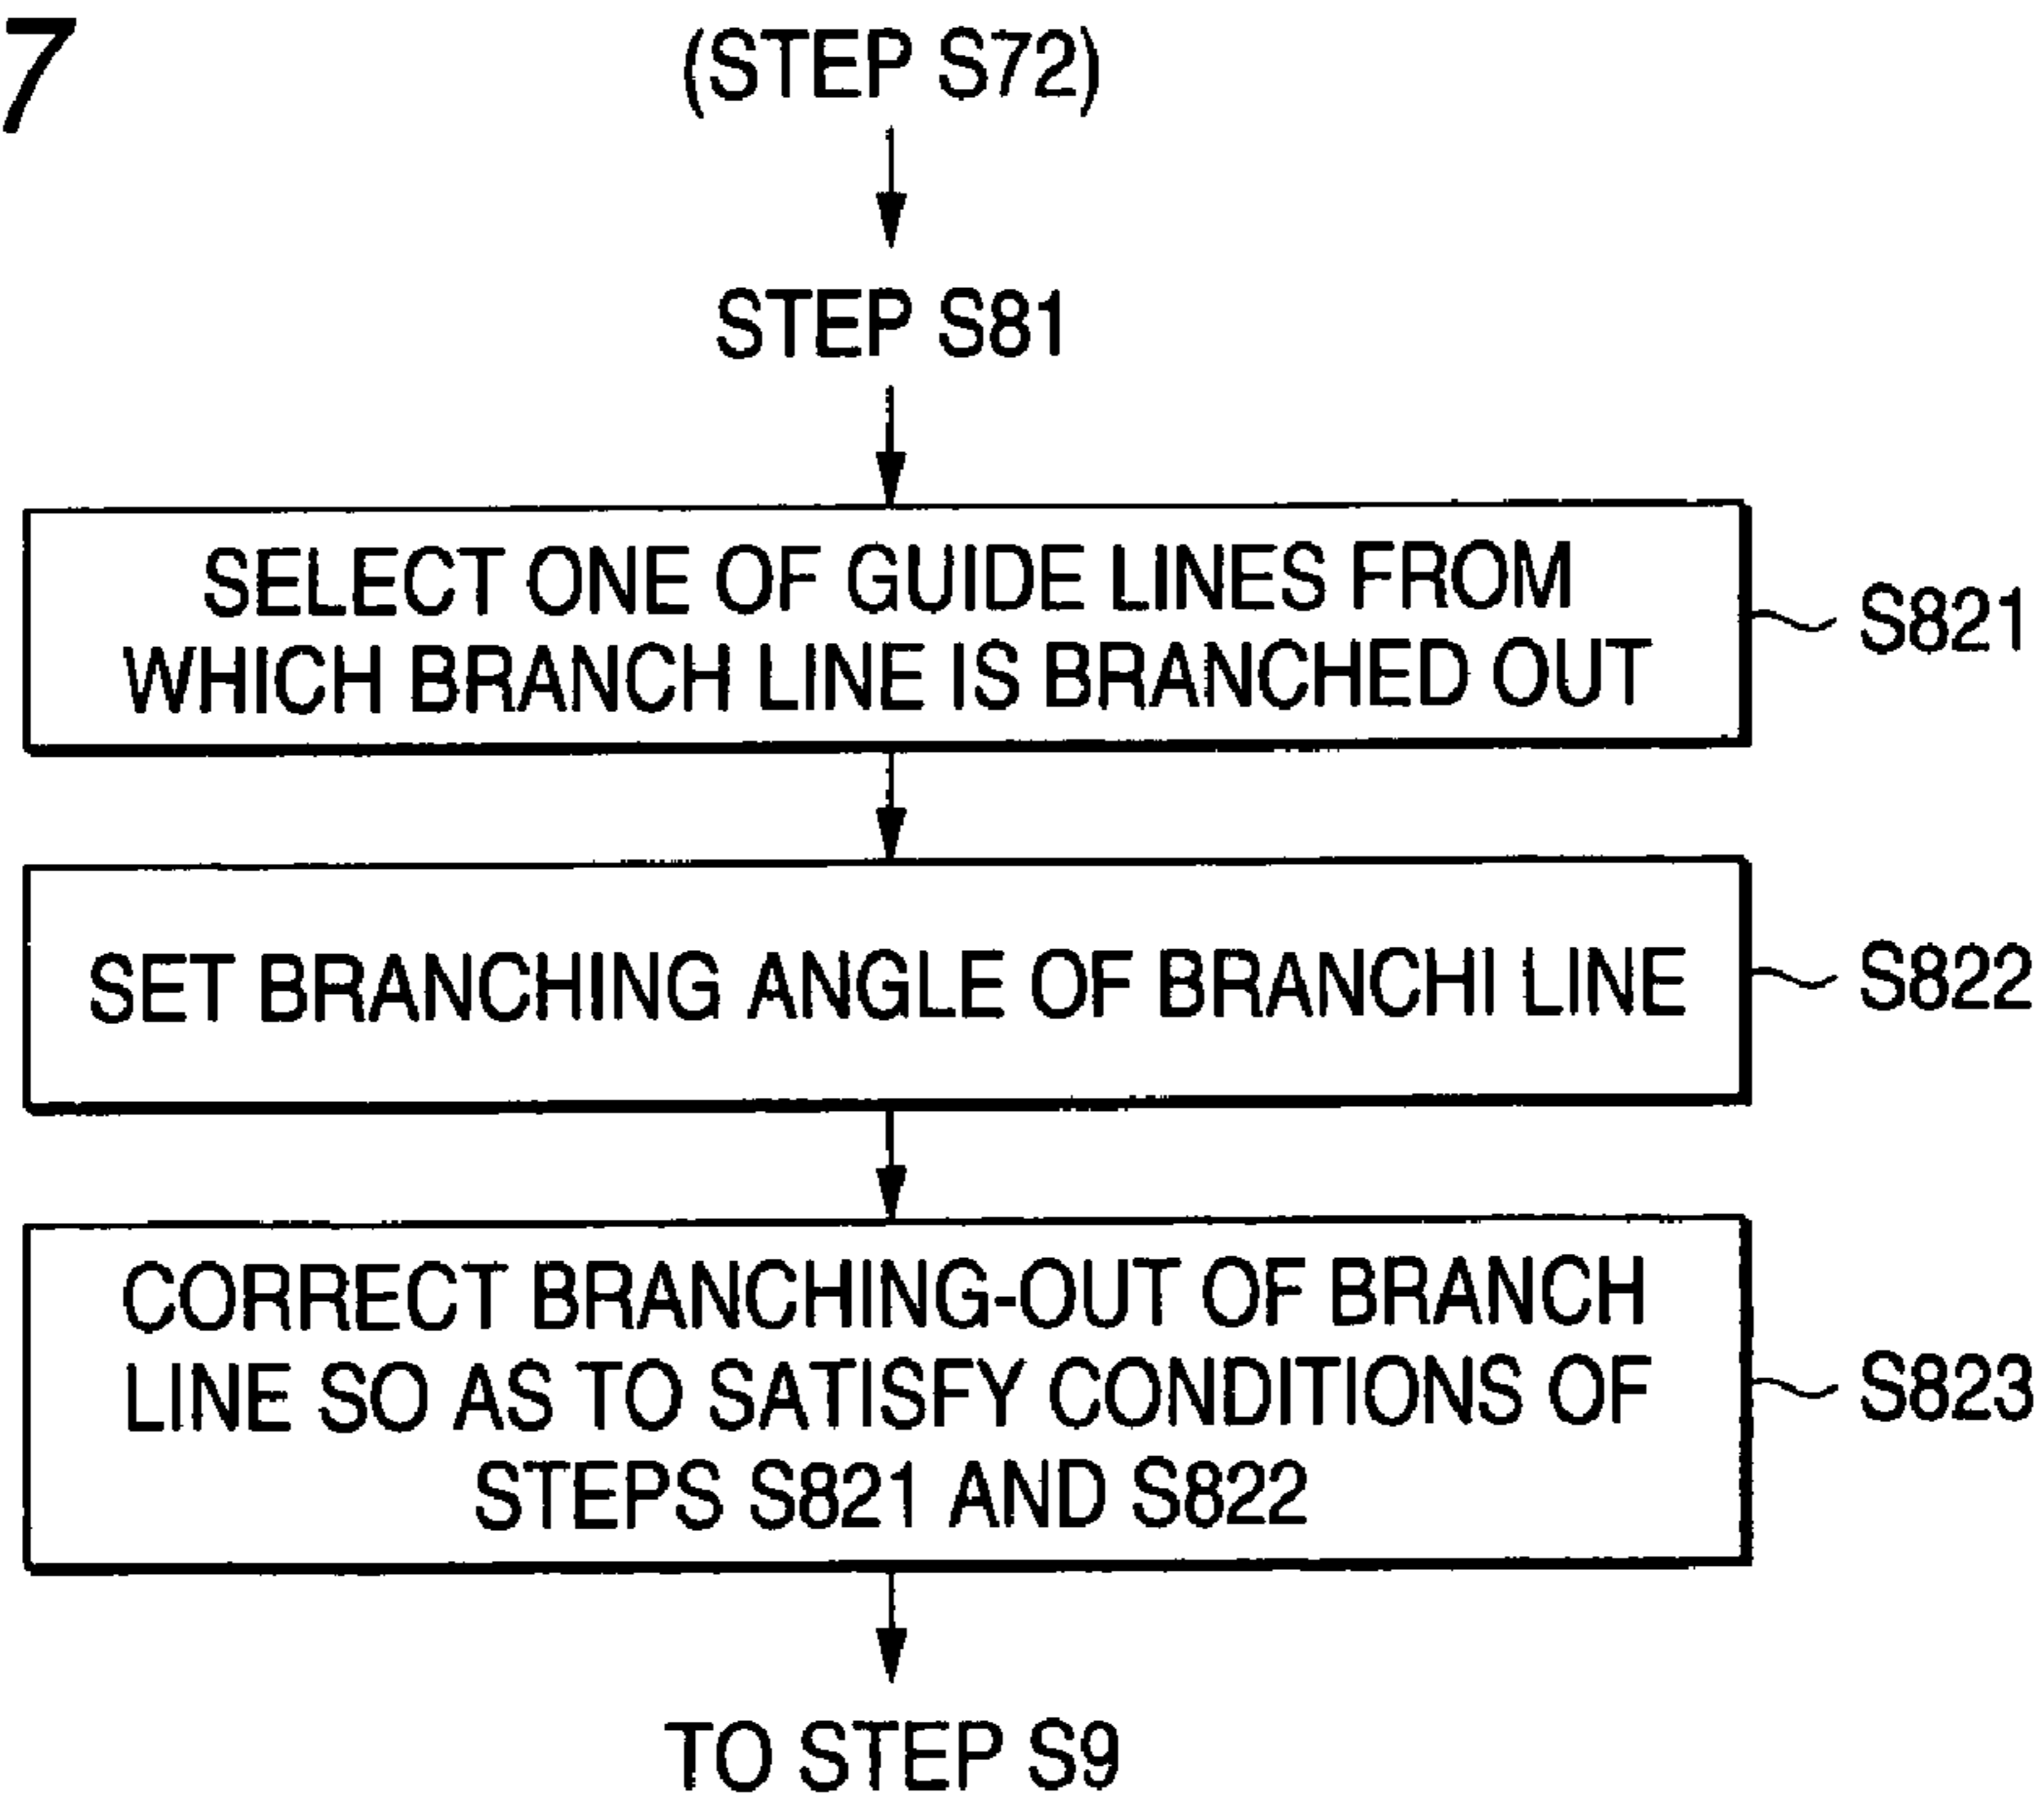 7
(STEP S72)
STEP S81
SELECT ONE OF GUIDE LINES FROM
WHICH BRANCH LINE IS BRANCHED OUT
S821
SET BRANCHING ANGLE OF BRANCHI LINE
S822
CORRECT BRANCHING-OUT OF BRANCH
LINE SO AS TO SATISFY CONDITIONS OF
STEPS S821 AND S822
S823
TO STEP S9